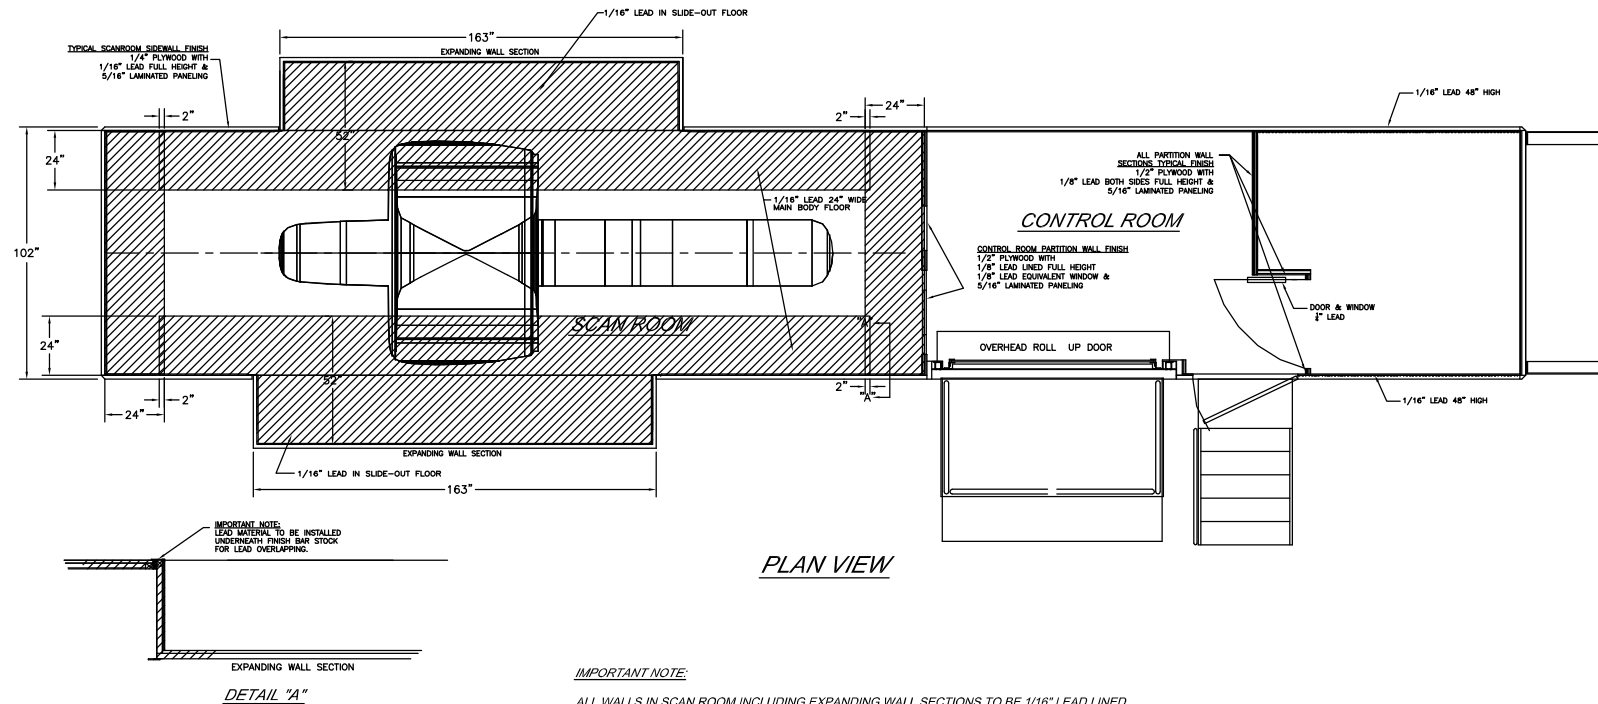 1/16" LEAD IN SLIDE-OUT FLOOR
163"
EXPANDING WALL SECTION
TYPICAL SCANROOM SIDEWALL FINISH
1/4" PLYWOOD WITH
1/16" LEAD FULL HEIGHT &
5/16" LAMINATED PANELING
2"
24"
2"
1/16" LEAD 48" HIGH
52"
24"
ALL PARTITION WALL
SECTIONS TYPICAL FINISH
1/2" PLYWOOD WITH
1/8" LEAD BOTH SIDES FULL HEIGHT &
5/16" LAMINATED PANELING
1/16" LEAD 24" WIDE
MAIN BODY FLOOR
CONTROL ROOM
102"
CONTROL ROOM PARTITION WALL FINISH
1/2" PLYWOOD WITH
1/8" LEAD LINED FULL HEIGHT
1/8" LEAD EQUIVALENT WINDOW &
5/16" LAMINATED PANELING
DOOR & WINDOW
LEAD
SCAN ROOM
"A"
24"
OVERHEAD ROLL UP DOOR
52"
2"
2"
"A"
24"
1/16" LEAD 48" HIGH
EXPANDING WALL SECTION
1/16" LEAD IN SLIDE-OUT FLOOR
163"
IMPORTANT NOTE:
LEAD MATERIAL TO BE INSTALLED
UNDERNEATH FINISH BAR STOCK
FOR LEAD OVERLAPPING.
PLAN VIEW
EXPANDING WALL SECTION
DETAIL "A"
IMPORTANT NOTE:
ALL WALLS IN SCAN ROOM INCLUDING EXPANDING WALL SECTIONS TO BE 1/16" LEAD LINED